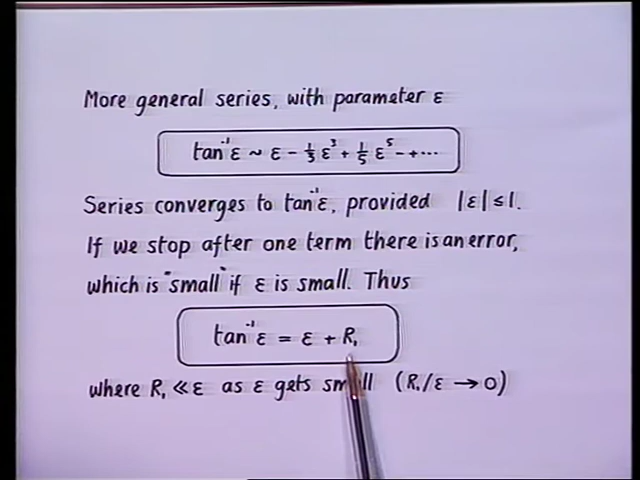 More general series, with parameter ε
tan⁻¹ε ~ ε - ⅓ε³ + ⅕ε⁵ - + ····
Series converges to tan⁻¹ε, provided |ε| ≤ 1.
If we stop after one term there is an error,
which is "small" if ε is small. Thus
tan⁻¹ε = ε + R₁
where R₁ ≪ ε as ε gets small (R₁/ε → 0)